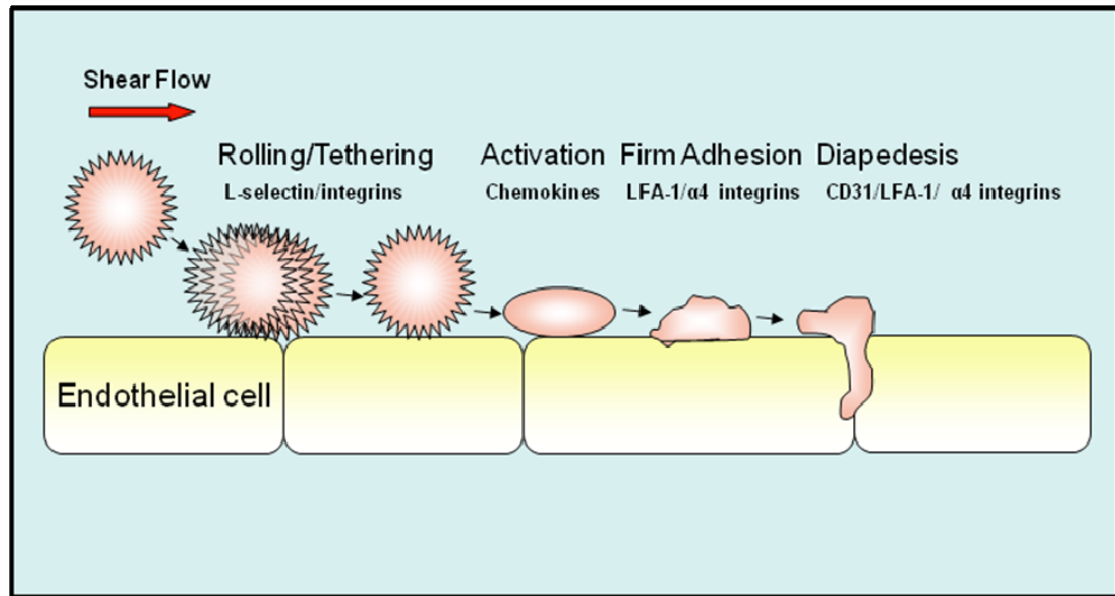 Shear Flow
Rolling/Tethering
L-selectin/integrins
Activation
Chemokines
Firm Adhesion
LFA-1/α4 integrins
Diapedesis
CD31/LFA-1/ α4 integrins
Endothelial cell